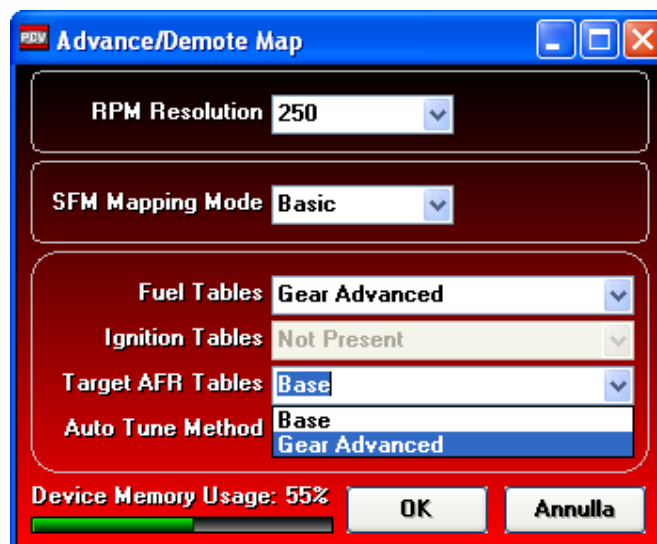 PCV Advance/Demote Map
RPM Resolution 250
SFM Mapping Mode Basic
Fuel Tables Gear Advanced
Ignition Tables Not Present
Target AFR Tables Base
Auto Tune Method Base
Gear Advanced
Device Memory Usage: 55% OK Annulla